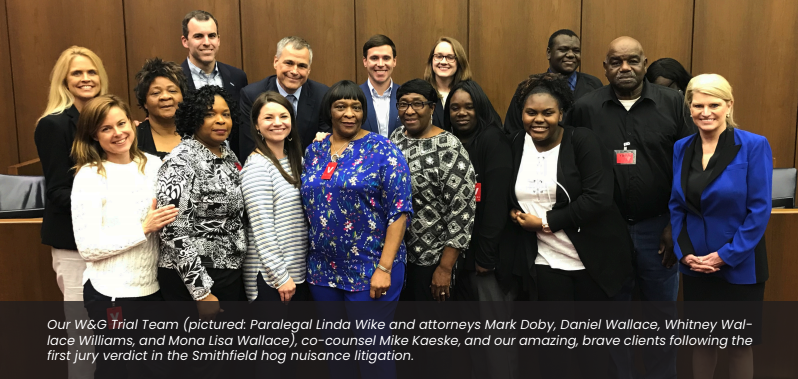 Our W&G Trial Team (pictured: Paralegal Linda Wike and attorneys Mark Doby, Daniel Wallace, Whitney Wal-
lace Williams, and Mona Lisa Wallace), co-counsel Mike Kaeske, and our amazing, brave clients following the
first jury verdict in the Smithfield hog nuisance litigation.